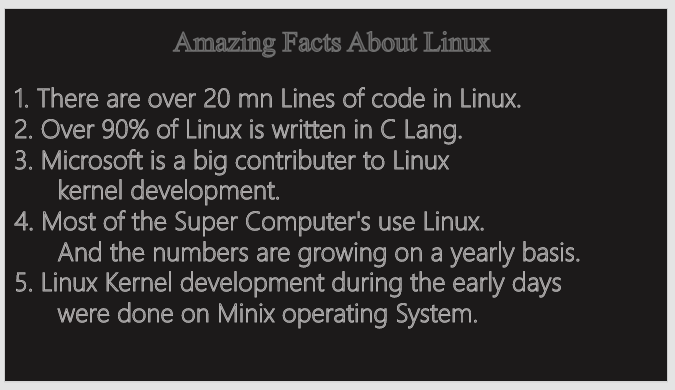 Amazing Facts About Linux
1. There are over 20 mn Lines of code in Linux.
2. Over 90% of Linux is written in C Lang.
3. Microsoft is a big contributer to Linux
kernel development.
4. Most of the Super Computer's use Linux.
And the numbers are growing on a yearly basis.
5. Linux Kernel development during the early days
were done on Minix operating System.